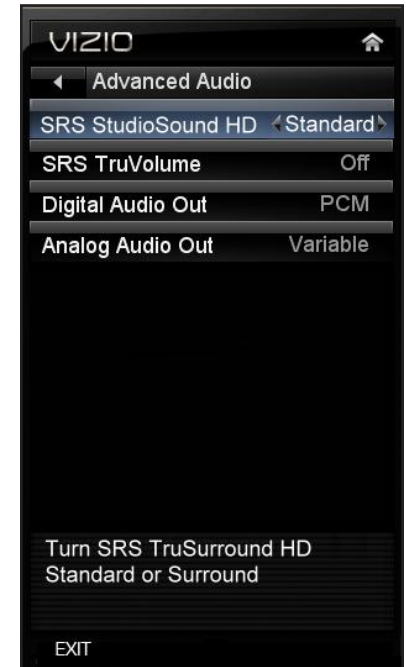 VIZIO
Advanced Audio
SRS StudioSound HD Standard
SRS TruVolume Off
Digital Audio Out PCM
Analog Audio Out Variable
Turn SRS TruSurround HD
Standard or Surround
EXIT